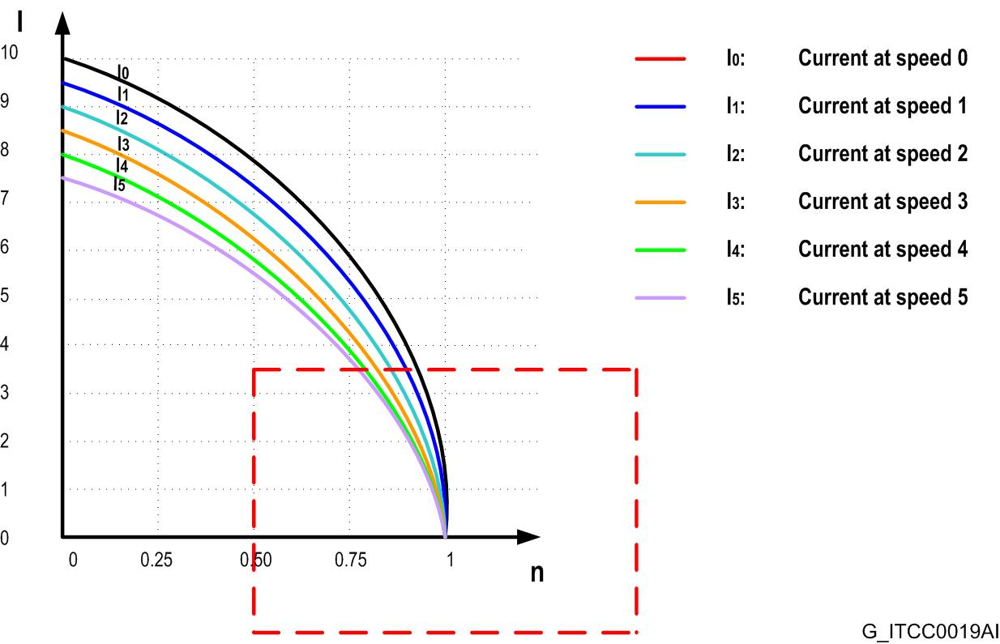 I
10
9
8
7
6
5
4
3
2
1
0
I0
I1
I2
I3
I4
I5
0 0.25 0.50 0.75 1
n
I0: Current at speed 0
I1: Current at speed 1
I2: Current at speed 2
I3: Current at speed 3
I4: Current at speed 4
I5: Current at speed 5
G_ITCC0019AI